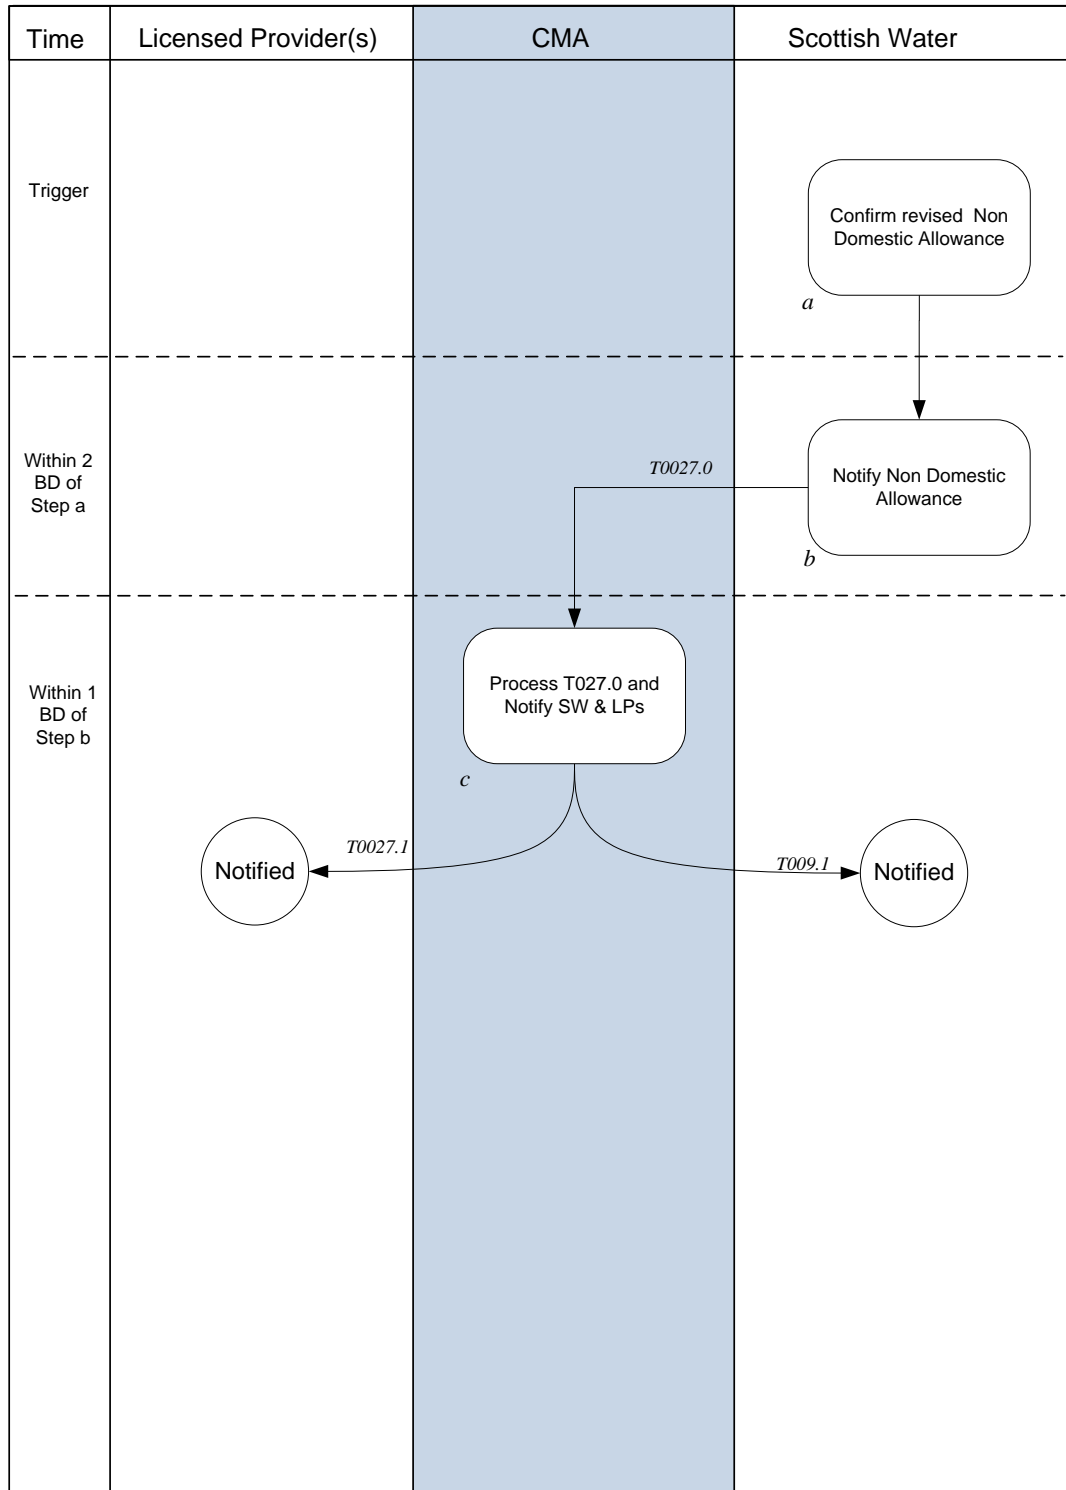 Time
Licensed Provider(s)
CMA
Scottish Water
Trigger
Confirm revised Non
Domestic Allowance
a
Within 2
BD of
Step a
T0027.0
Notify Non Domestic
Allowance
b
Within 1
BD of
Step b
Process T027.0 and
Notify SW & LPs
c
T0027.1
T009.1
Notified
Notified